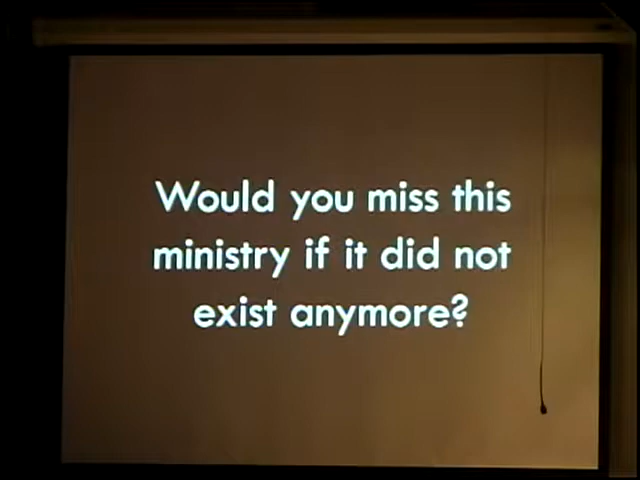 Would you miss this
ministry if it did not
exist anymore?